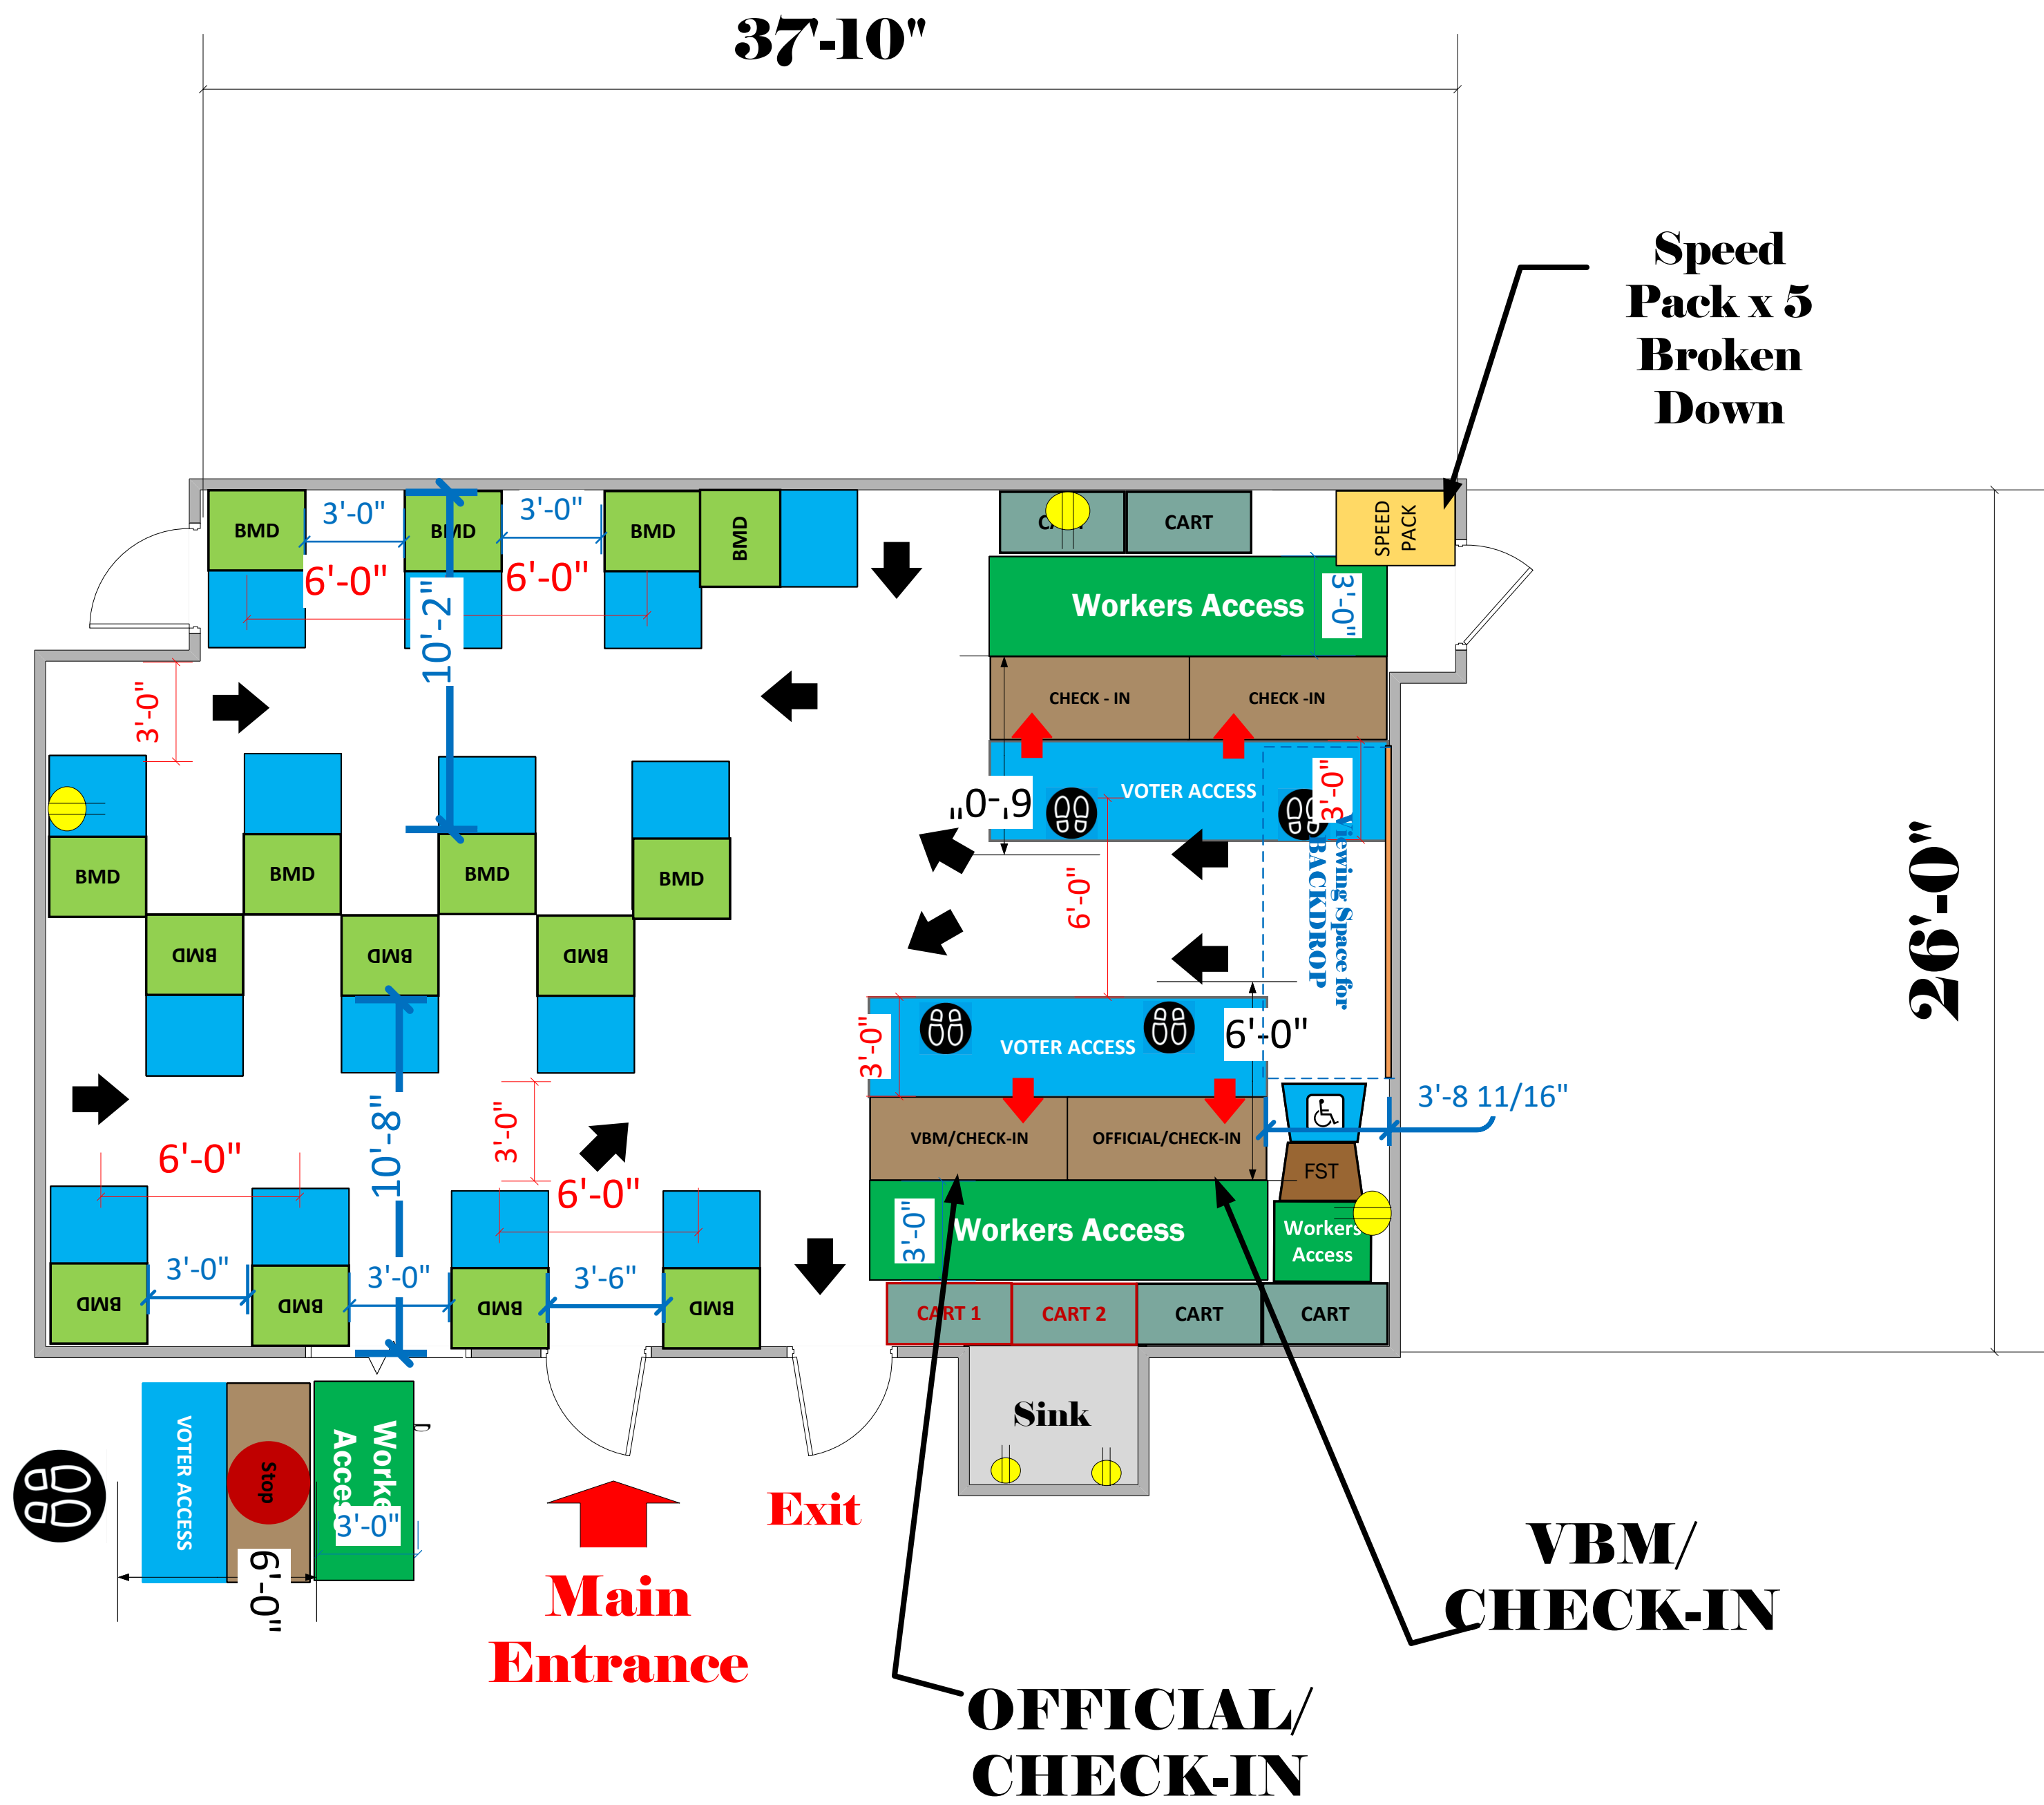 37'-10"
Speed
Pack x 5
Broken
Down
BMD
3'-0"
BMD
3'-0"
BMD
BMD
CART
SPEED
PACK
6'-0"
6'-0"
10'-2"
Workers Access
3'-0"
3'-0"
CHECK - IN
CHECK -IN
VOTER ACCESS
3'-0"
6'-0"
Viewing Space for
BACKDROP
26'-0"
BMD
BMD
BMD
BMD
6'-0"
BMD
BMD
BMD
3'-0"
VOTER ACCESS
6'-0"
3'-8 11/16"
10'-8"
3'-0"
VBM/CHECK-IN
OFFICIAL/CHECK-IN
FST
6'-0"
6'-0"
3'-0"
Workers Access
Workers
Access
3'-0"
3'-0"
3'-6"
BMD
BMD
BMD
BMD
CART 1
CART 2
CART
CART
Sink
VOTER ACCESS
Stop
3'-0"
6'-0"
Exit
Main
Entrance
VBM/
CHECK-IN
OFFICIAL/
CHECK-IN